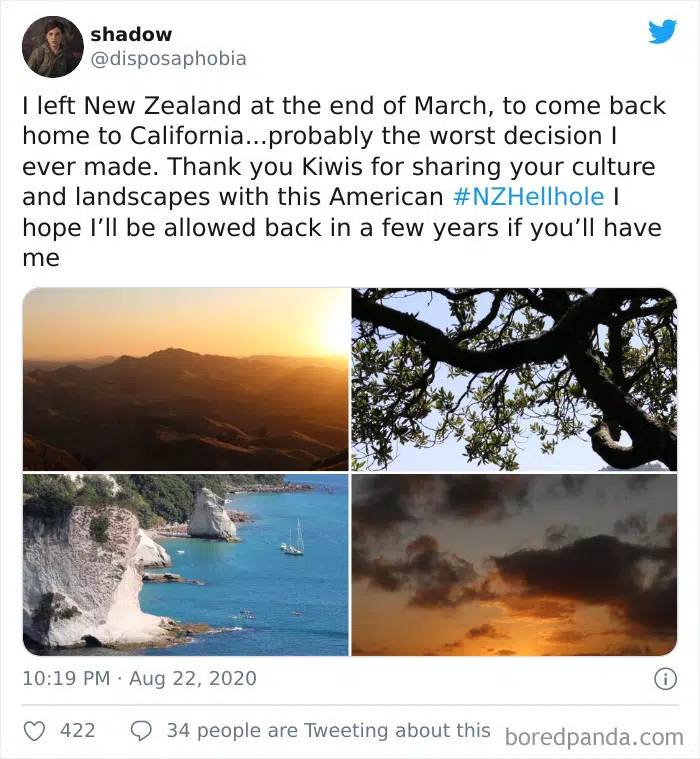 shadow
@disposaphobia
I left New Zealand at the end of March, to come back
home to California...probably the worst decision I
ever made. Thank you Kiwis for sharing your culture
and landscapes with this American #NZHellhole I
hope I’ll be allowed back in a few years if you’ll have
me
10:19 PM · Aug 22, 2020
422
34 people are Tweeting about this
boredpanda.com